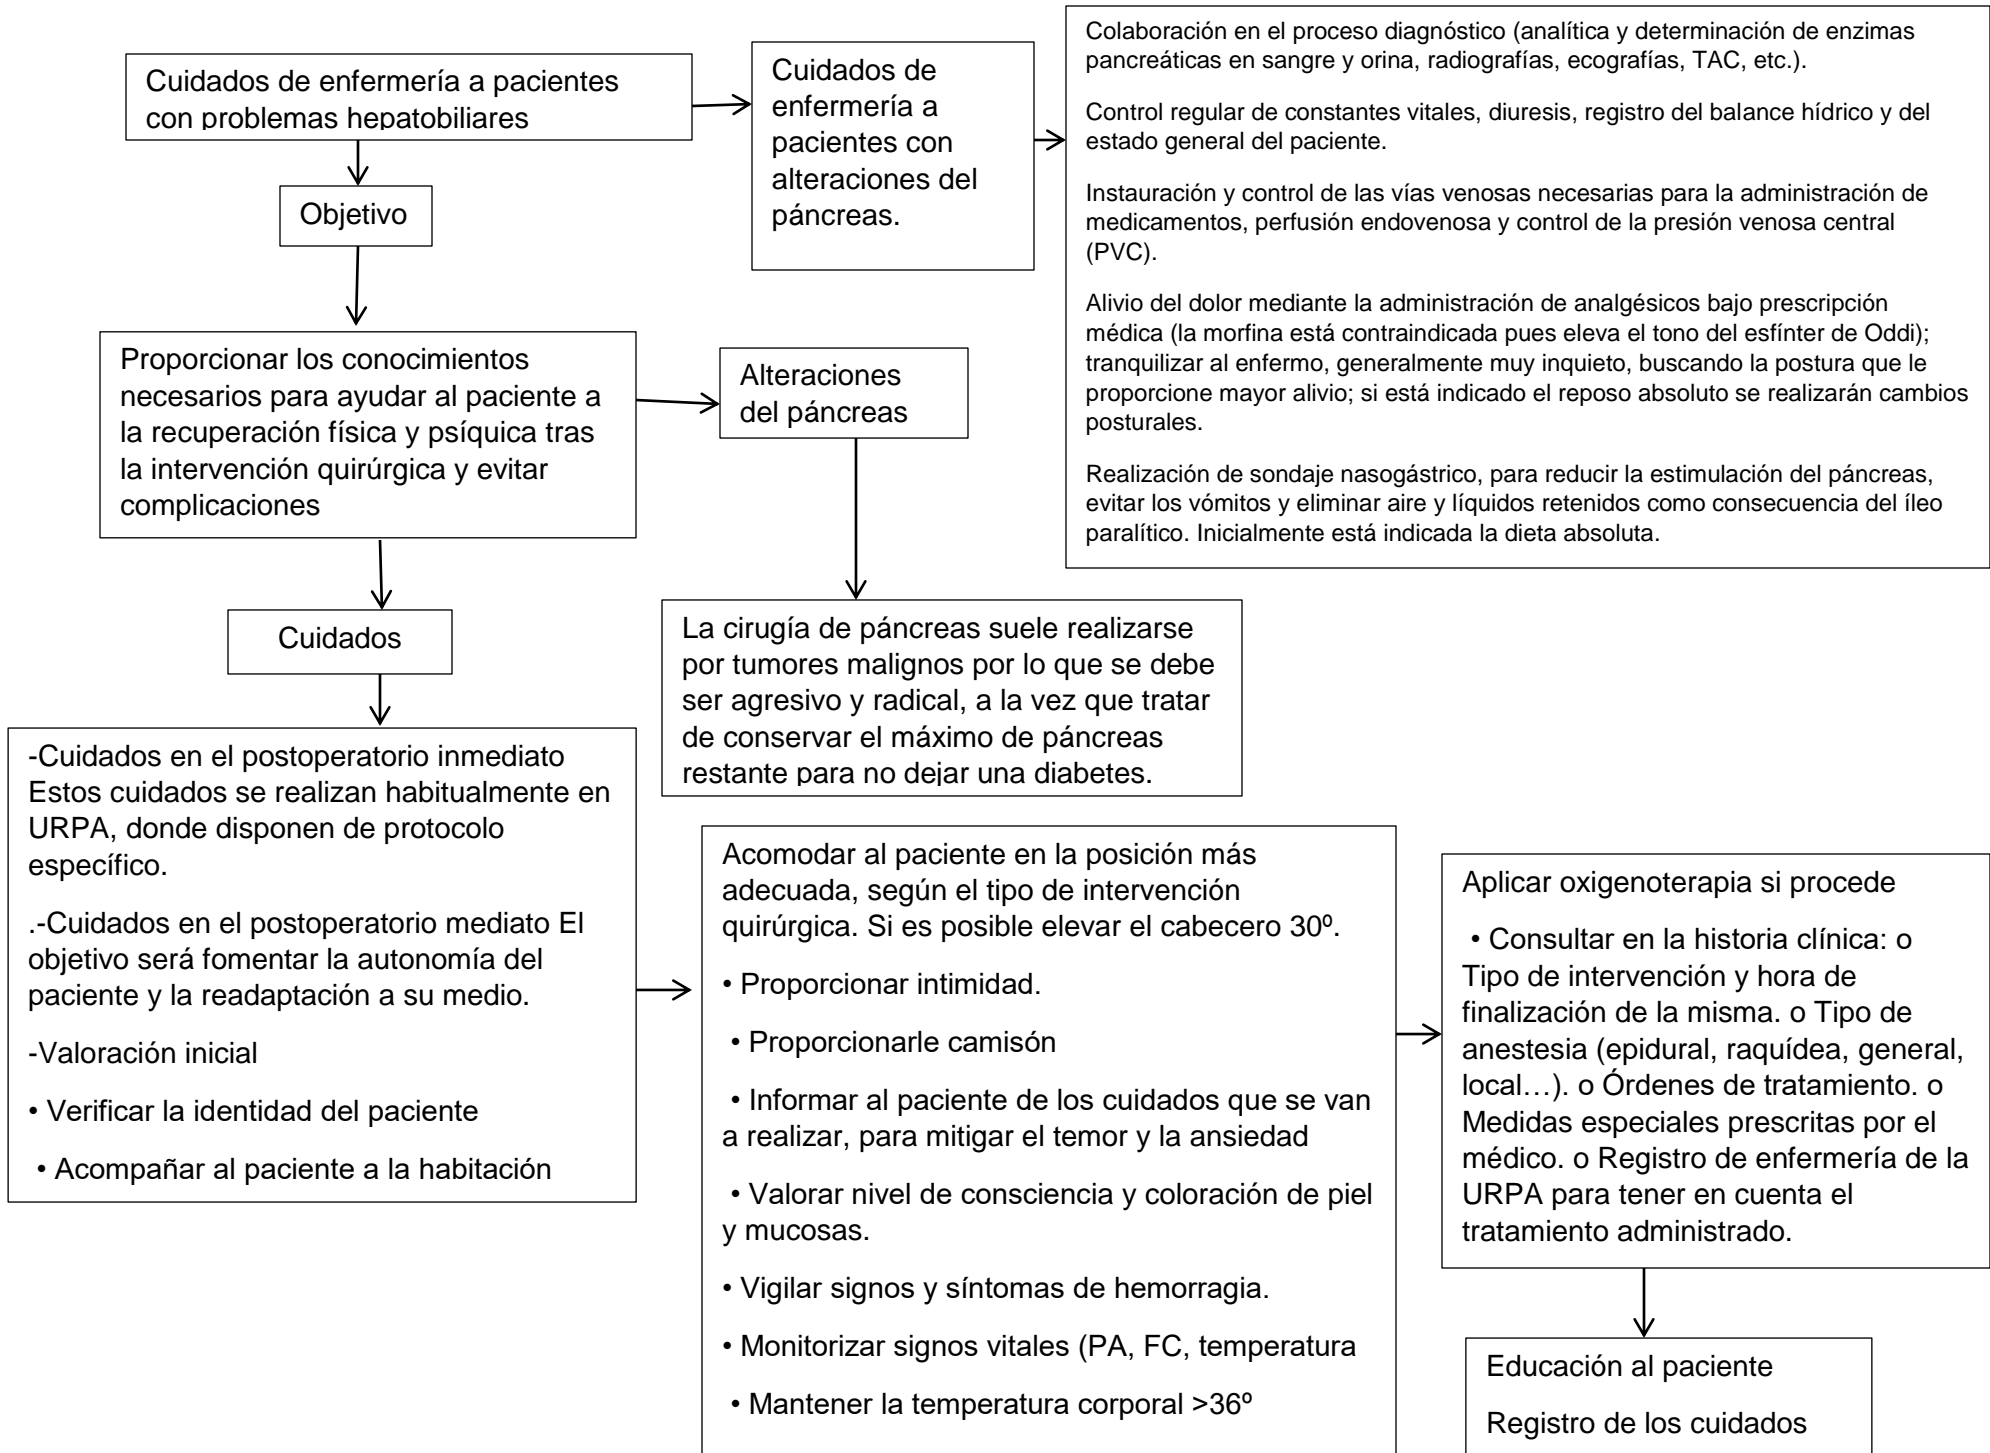 Cuidados de enfermería a pacientes
con problemas hepatobiliares
Cuidados de
enfermería a
pacientes con
alteraciones del
páncreas.
Colaboración en el proceso diagnóstico (analítica y determinación de enzimas
pancreáticas en sangre y orina, radiografías, ecografías, TAC, etc.).
Control regular de constantes vitales, diuresis, registro del balance hídrico y del
estado general del paciente.
Instauración y control de las vías venosas necesarias para la administración de
medicamentos, perfusión endovenosa y control de la presión venosa central
(PVC).
Alivio del dolor mediante la administración de analgésicos bajo prescripción
médica (la morfina está contraindicada pues eleva el tono del esfínter de Oddi);
tranquilizar al enfermo, generalmente muy inquieto, buscando la postura que le
proporcione mayor alivio; si está indicado el reposo absoluto se realizarán cambios
posturales.
Realización de sondaje nasogástrico, para reducir la estimulación del páncreas,
evitar los vómitos y eliminar aire y líquidos retenidos como consecuencia del íleo
paralítico. Inicialmente está indicada la dieta absoluta.
Objetivo
Proporcionar los conocimientos
necesarios para ayudar al paciente a
la recuperación física y psíquica tras
la intervención quirúrgica y evitar
complicaciones
Alteraciones
del páncreas
La cirugía de páncreas suele realizarse
por tumores malignos por lo que se debe
ser agresivo y radical, a la vez que tratar
de conservar el máximo de páncreas
restante para no dejar una diabetes.
Cuidados
-Cuidados en el postoperatorio inmediato
Estos cuidados se realizan habitualmente en
URPA, donde disponen de protocolo
específico.
.-Cuidados en el postoperatorio mediato El
objetivo será fomentar la autonomía del
paciente y la readaptación a su medio.
-Valoración inicial
• Verificar la identidad del paciente
• Acompañar al paciente a la habitación
Acomodar al paciente en la posición más
adecuada, según el tipo de intervención
quirúrgica. Si es posible elevar el cabecero 30º.
• Proporcionar intimidad.
• Proporcionarle camisón
• Informar al paciente de los cuidados que se van
a realizar, para mitigar el temor y la ansiedad
• Valorar nivel de consciencia y coloración de piel
y mucosas.
• Vigilar signos y síntomas de hemorragia.
• Monitorizar signos vitales (PA, FC, temperatura
• Mantener la temperatura corporal >36º
Aplicar oxigenoterapia si procede
• Consultar en la historia clínica: o
Tipo de intervención y hora de
finalización de la misma. o Tipo de
anestesia (epidural, raquídea, general,
local…). o Órdenes de tratamiento. o
Medidas especiales prescritas por el
médico. o Registro de enfermería de la
URPA para tener en cuenta el
tratamiento administrado.
Educación al paciente
Registro de los cuidados